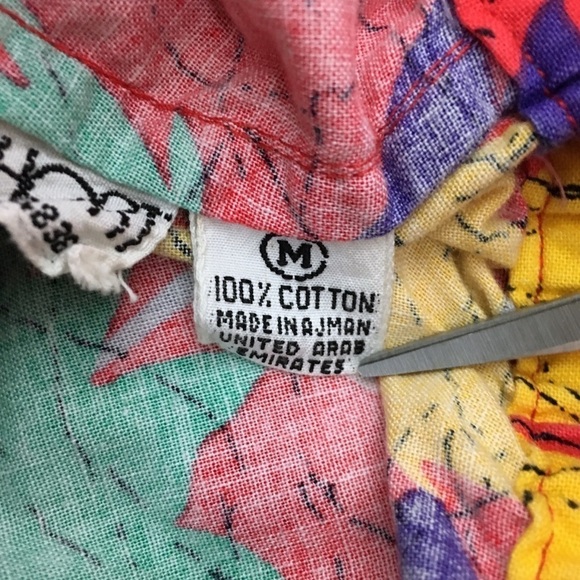 M
100% COTTON
MADE IN AJMAN
UNITED ARAB
EMIRATES